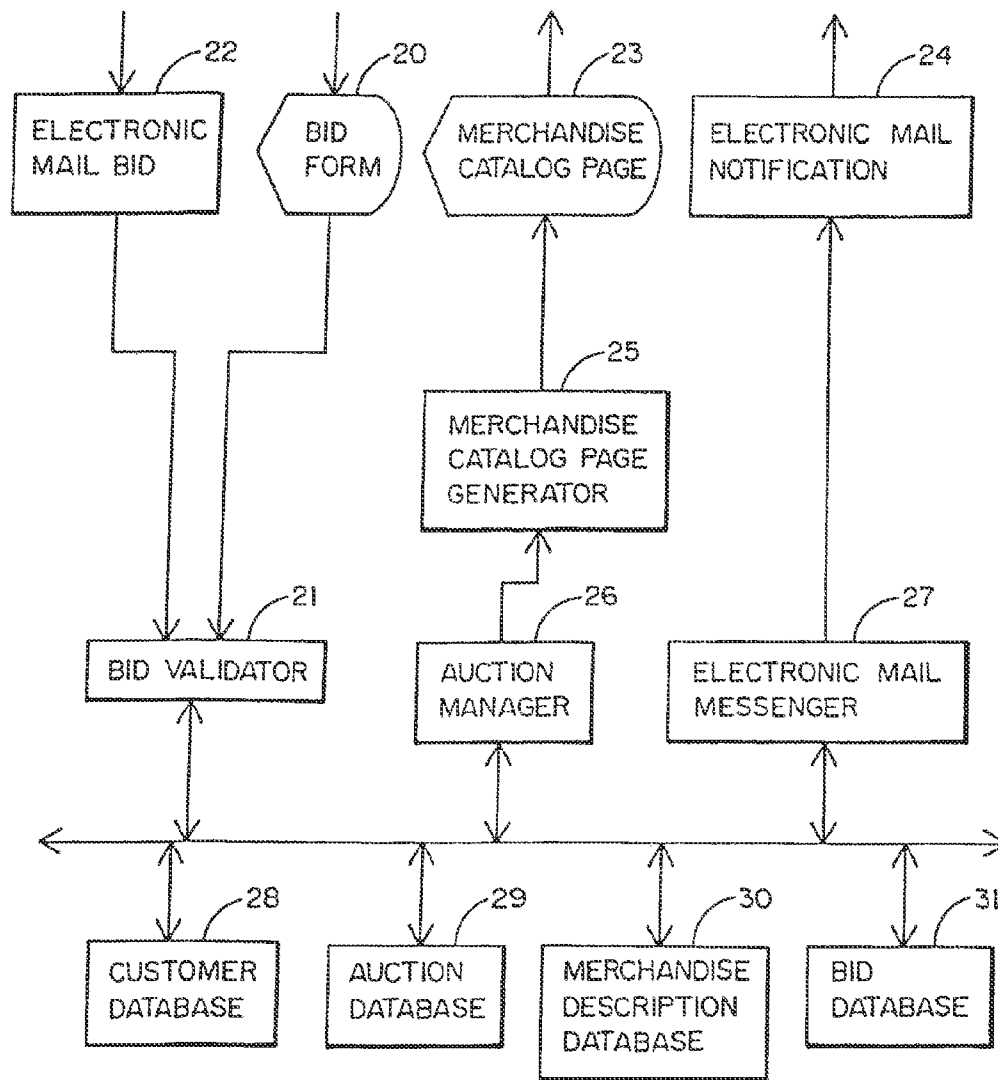 22
20
23
24
ELECTRONIC
MAIL BID
BID
FORM
MERCHANDISE
CATALOG PAGE
ELECTRONIC MAIL
NOTIFICATION
25
MERCHANDISE
CATALOG PAGE
GENERATOR
21
26
27
BID VALIDATOR
AUCTION
MANAGER
ELECTRONIC MAIL
MESSENGER
28
29
30
31
CUSTOMER
DATABASE
AUCTION
DATABASE
MERCHANDISE
DESCRIPTION
DATABASE
BID
DATABASE